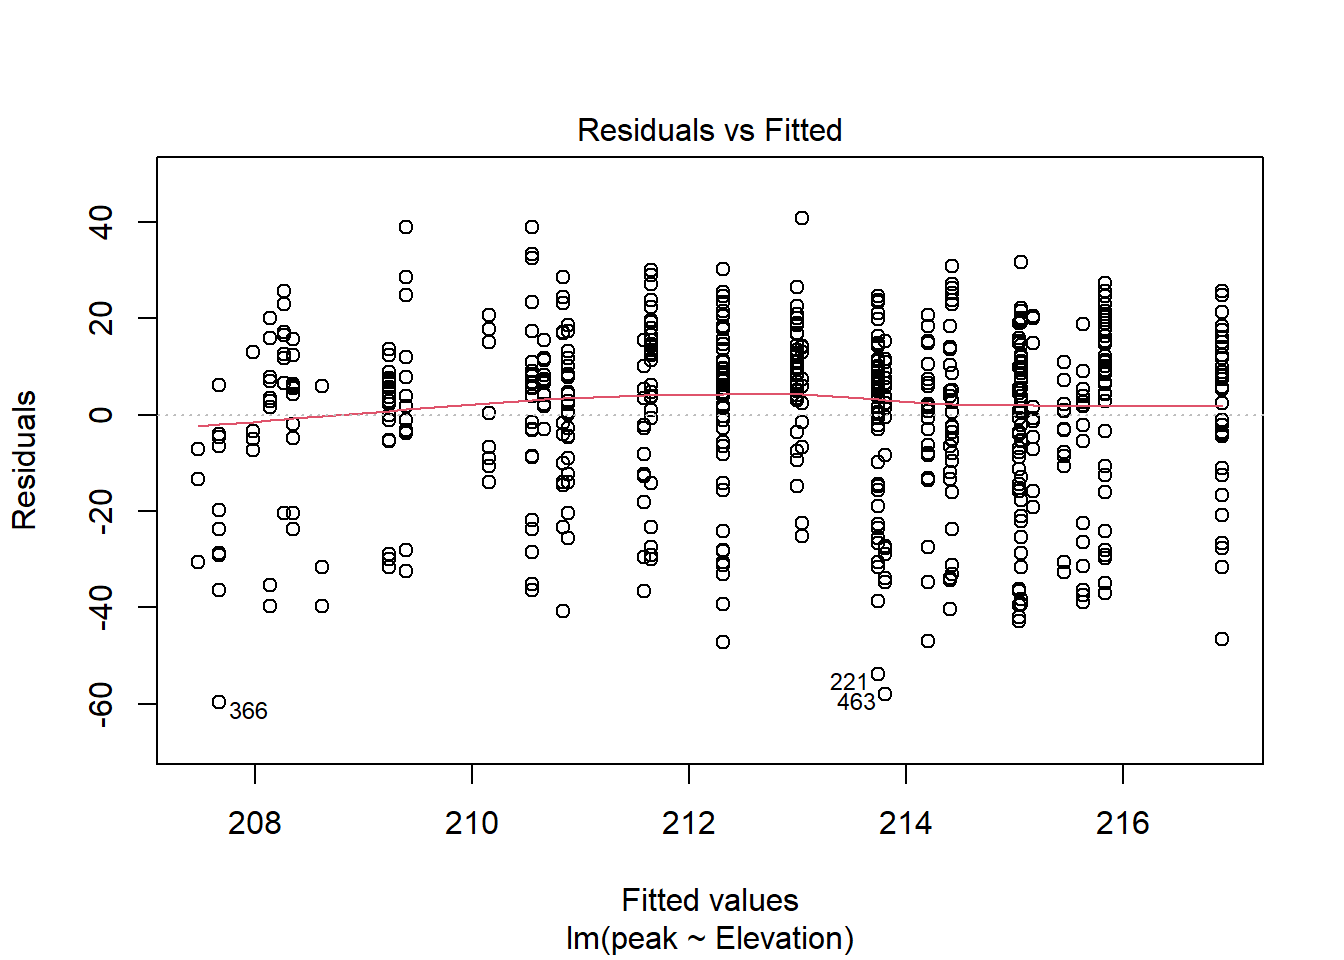 Residuals vs Fitted
Residuals
40
20
0
-20
-40
-60
221
463
366
208 210 212 214 216
Fitted values
lm(peak ~ Elevation)